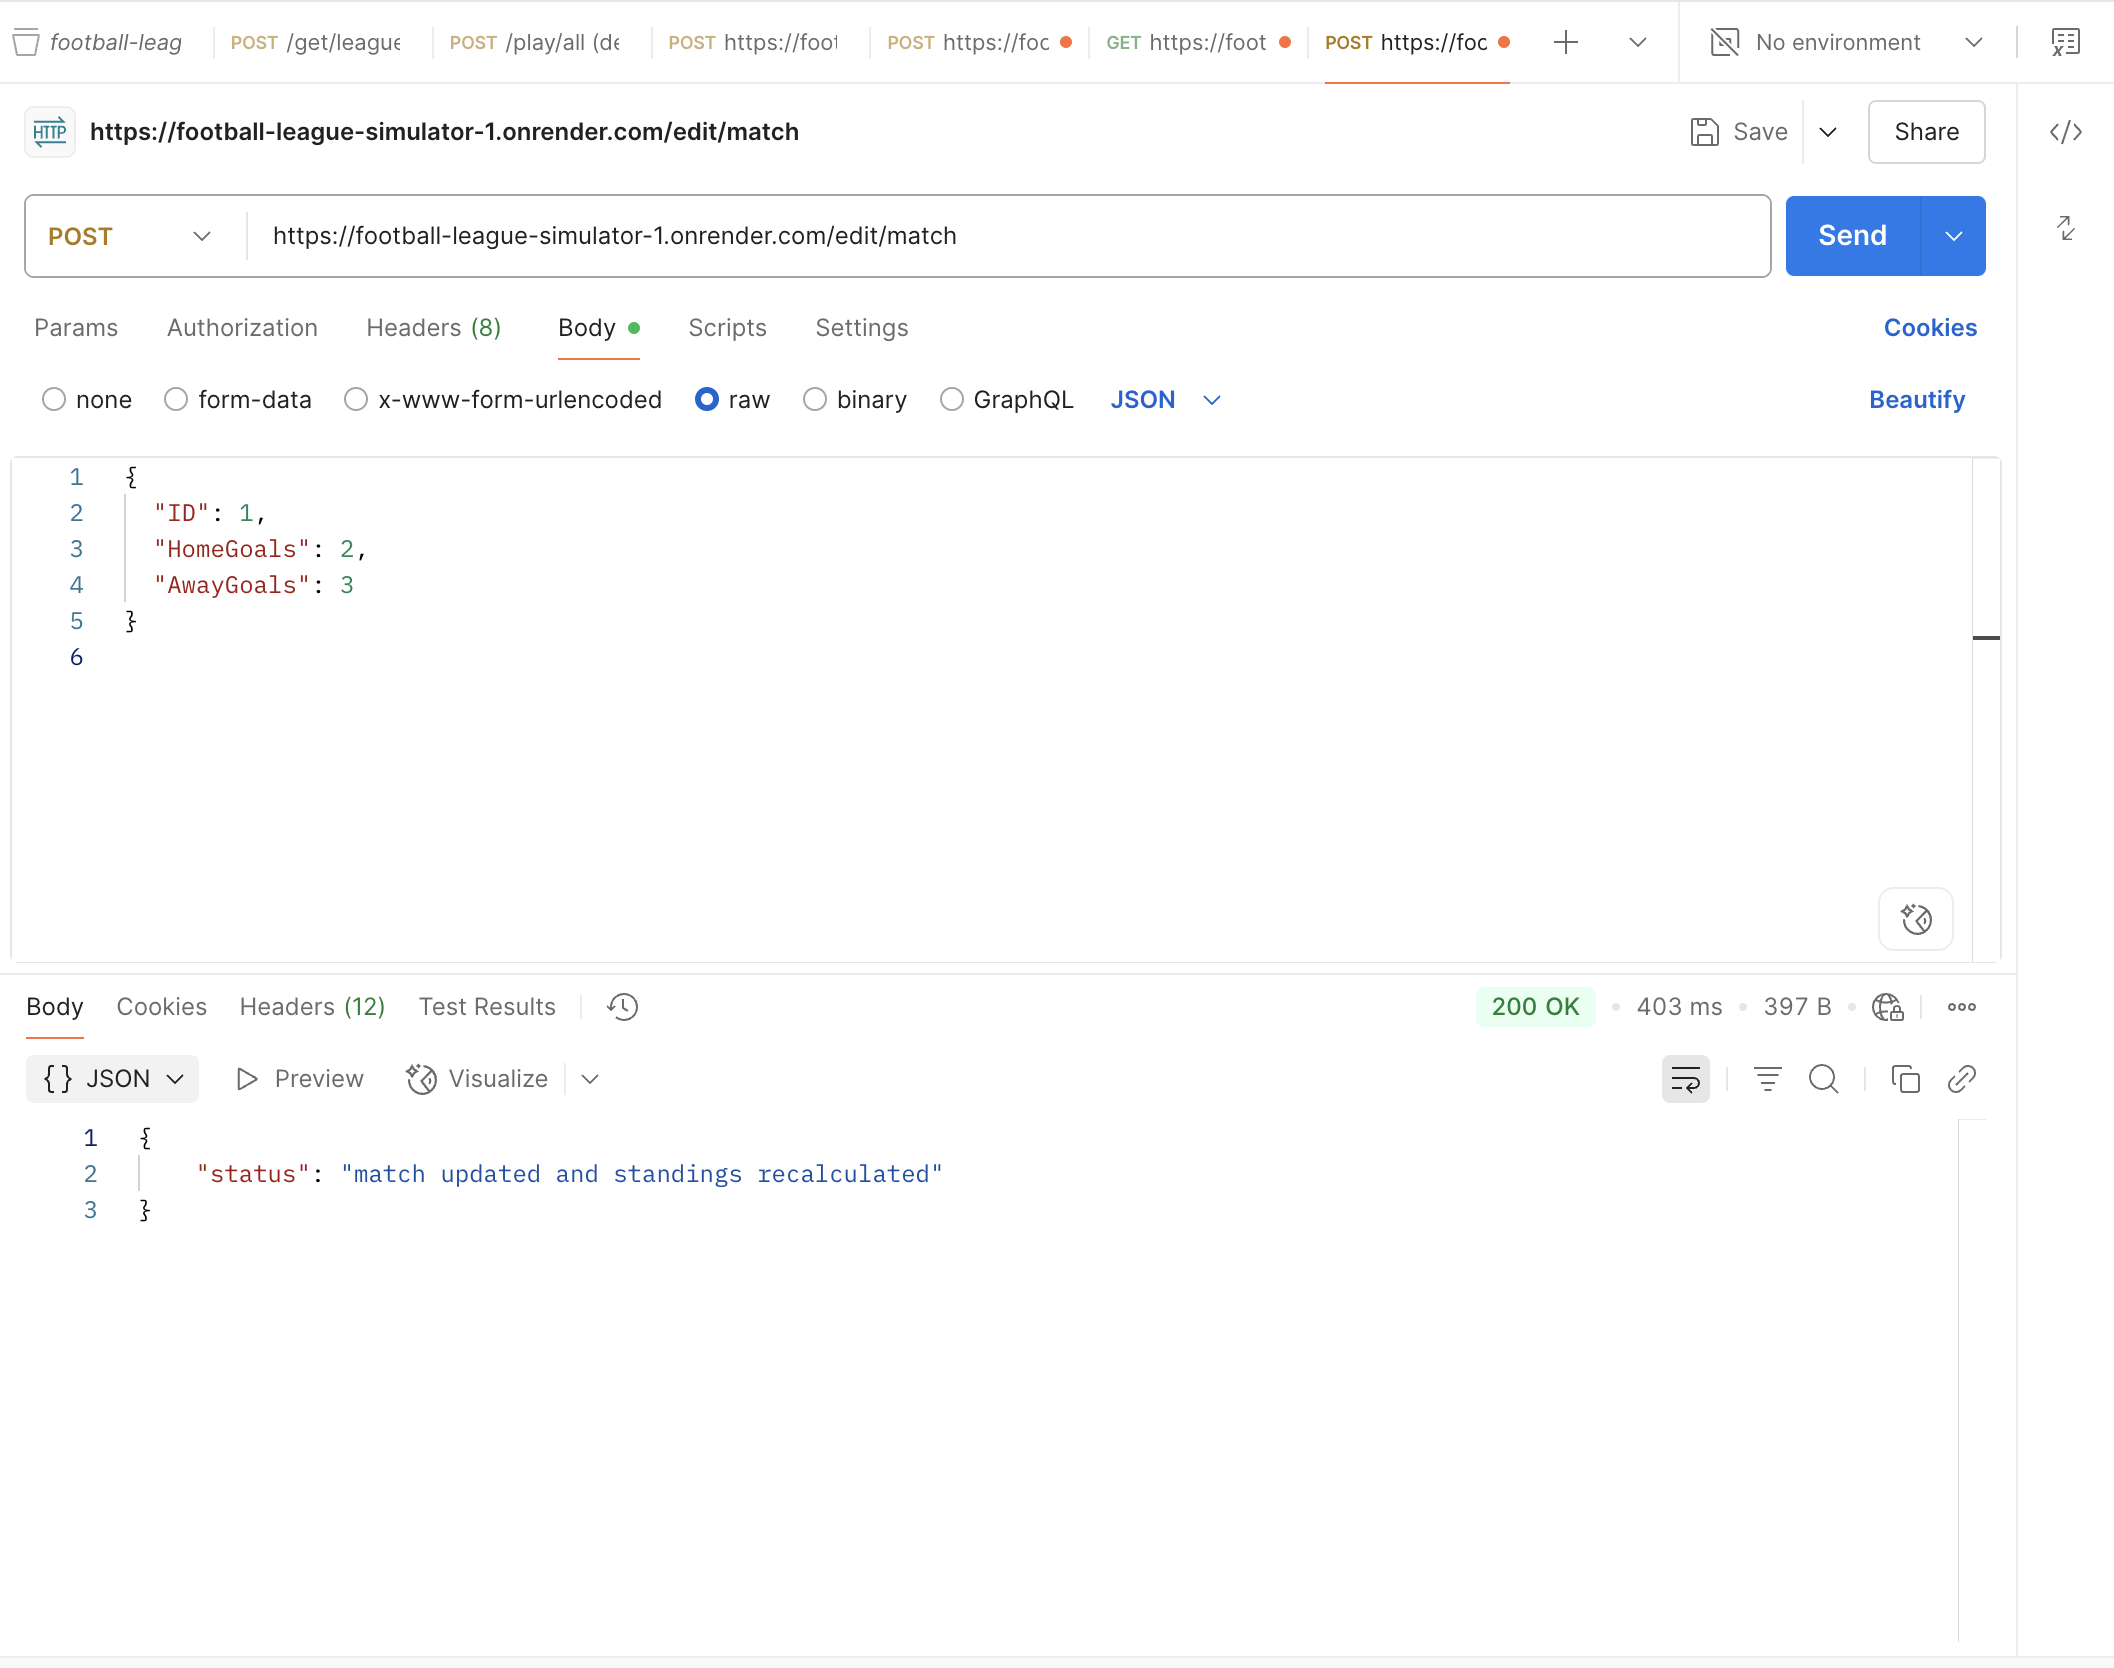 football-leag POST /get/league POST /play/all (de POST https://foot POST https://foc GET https://foot POST https://foc No environment
HTTP https://football-league-simulator-1.onrender.com/edit/match Save Share
POST https://football-league-simulator-1.onrender.com/edit/match Send
Params Authorization Headers (8) Body Scripts Settings Cookies
none form-data x-www-form-urlencoded raw binary GraphQL JSON Beautify
1 {
2 "ID": 1,
3 "HomeGoals": 2,
4 "AwayGoals": 3
5 }
6
Body Cookies Headers (12) Test Results 200 OK • 403 ms • 397 B •
{} JSON Preview Visualize
1 {
2 "status": "match updated and standings recalculated"
3 }